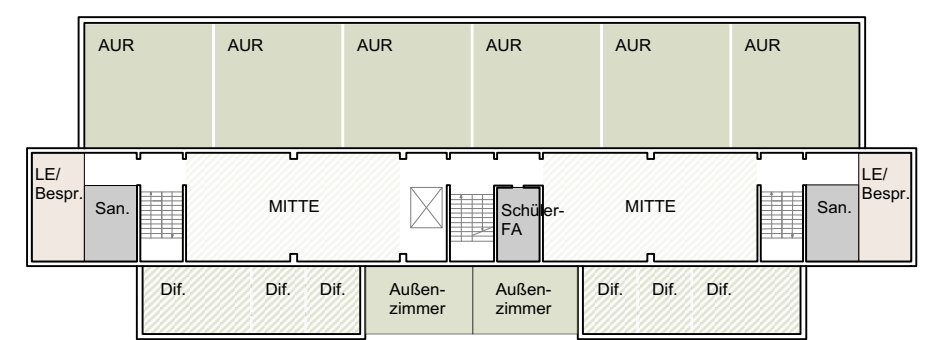 AUR
AUR
AUR
AUR
AUR
AUR
LE/
Bespr.
San.
MITTE
Schüler-
FA
MITTE
San.
LE/
Bespr.
Dif.
Dif.
Dif.
Außen-
zimmer
Außen-
zimmer
Dif.
Dif.
Dif.